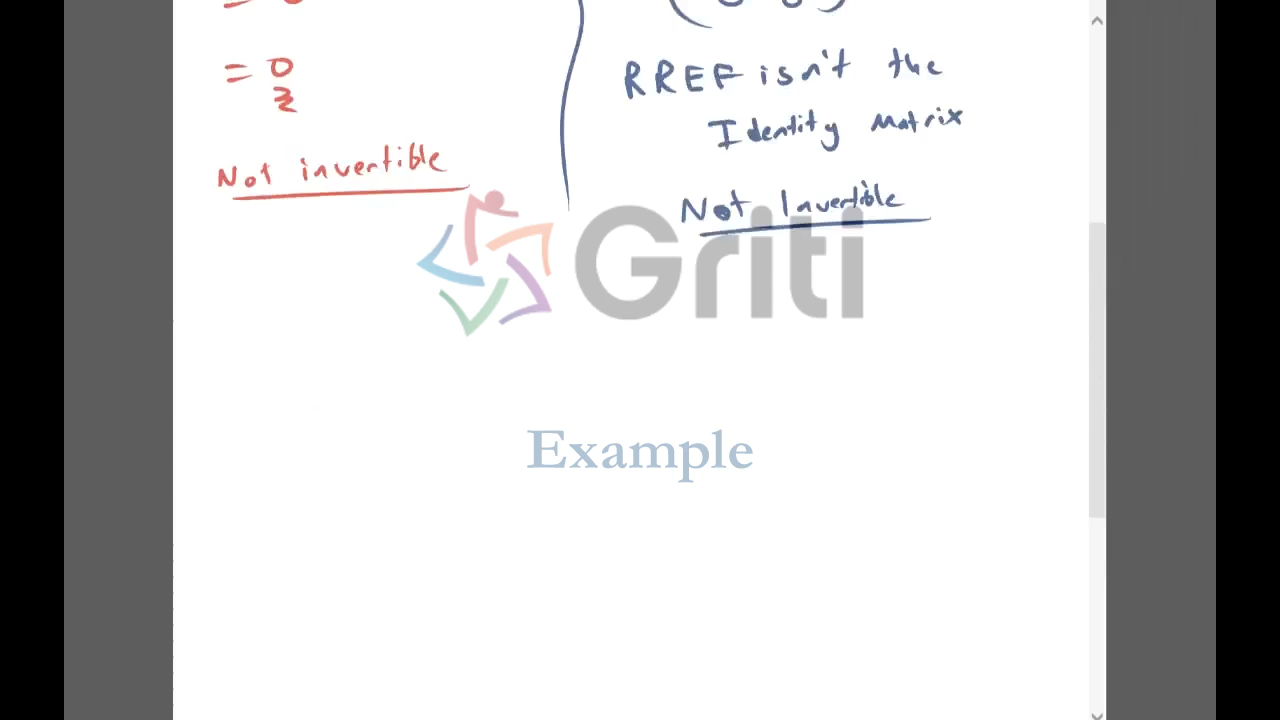 = 0
Not invertible
RREF isn't the
Identity Matrix
Not Invertible
Griti
Example